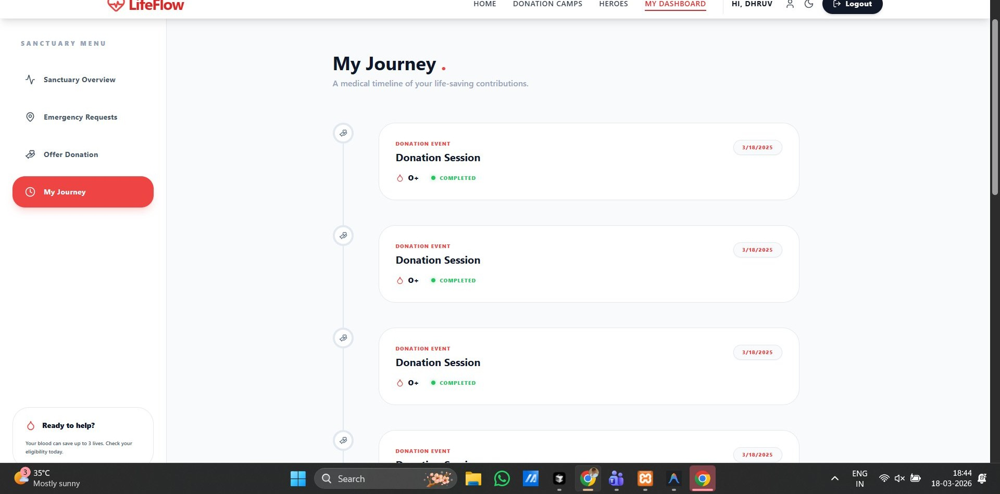 LifeFlow
HOME DONATION CAMPS HEROES MY DASHBOARD HI, DHRUV Logout
SANCTUARY MENU
Sanctuary Overview
Emergency Requests
Offer Donation
My Journey
Ready to help?
Your blood can save up to 3 lives. Check your
eligibility today.
My Journey .
A medical timeline of your life-saving contributions.
DONATION EVENT
Donation Session
3/18/2025
O+ COMPLETED
DONATION EVENT
Donation Session
3/18/2025
O+ COMPLETED
DONATION EVENT
Donation Session
3/18/2025
O+ COMPLETED
DONATION EVENT
3/18/2025
3
35°C
Mostly sunny
Search
ENG
IN
18:44
18-03-2026